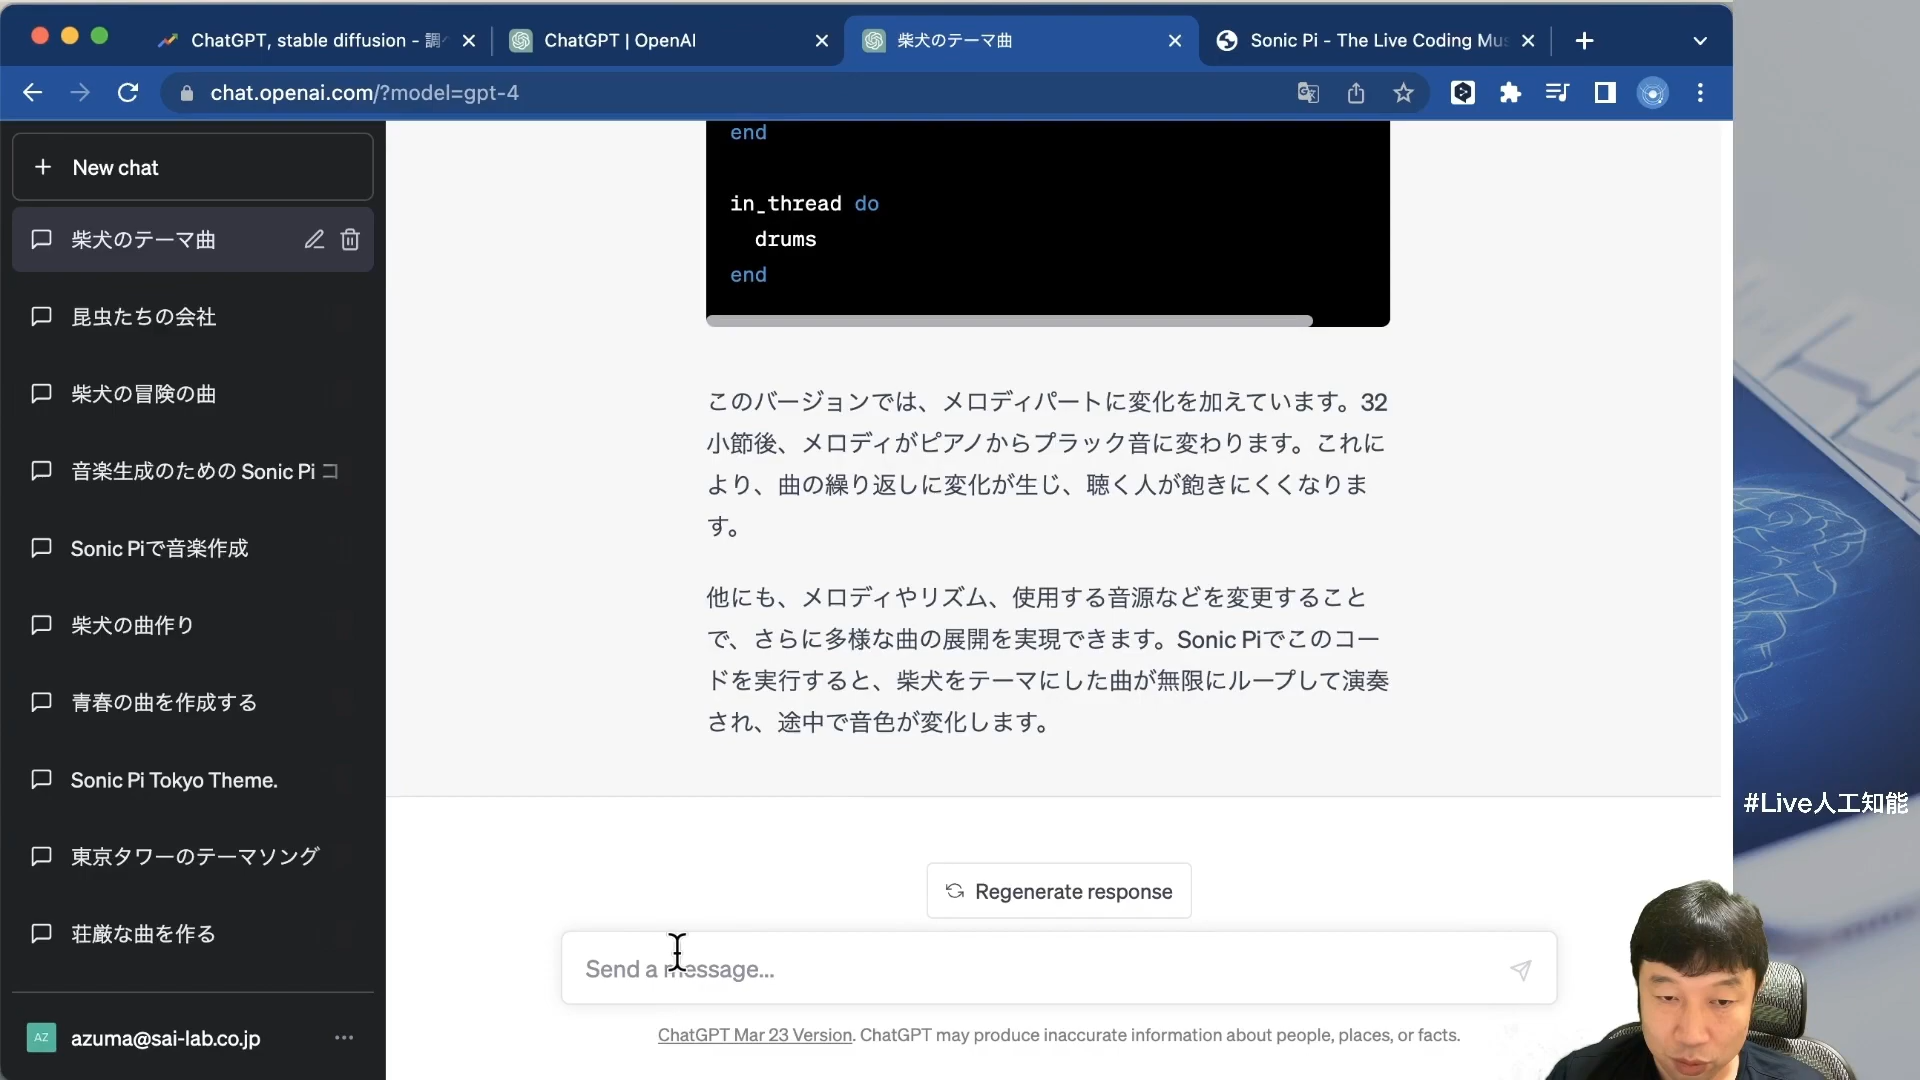 ChatGPT, stable diffusion - 調
ChatGPT | OpenAI
柴犬のテーマ曲
Sonic Pi - The Live Coding Mus
chat.openai.com/?model=gpt-4
New chat
柴犬のテーマ曲
昆虫たちの会社
柴犬の冒険の曲
音楽生成のための Sonic Pi コ
Sonic Piで音楽作成
柴犬の曲作り
青春の曲を作成する
Sonic Pi Tokyo Theme.
東京タワーのテーマソング
荘厳な曲を作る
AZ
azuma@sai-lab.co.jp
end
in_thread do
drums
end
このバージョンでは、メロディパートに変化を加えています。32
小節後、メロディがピアノからプラック音に変わります。これに
より、曲の繰り返しに変化が生じ、聴く人が飽きにくくなりま
す。
他にも、メロディやリズム、使用する音源などを変更すること
で、さらに多様な曲の展開を実現できます。Sonic Piでこのコー
ドを実行すると、柴犬をテーマにした曲が無限にループして演奏
され、途中で音色が変化します。
Regenerate response
Send a message...
ChatGPT Mar 23 Version. ChatGPT may produce inaccurate information about people, places, or facts.
#Live人工知能